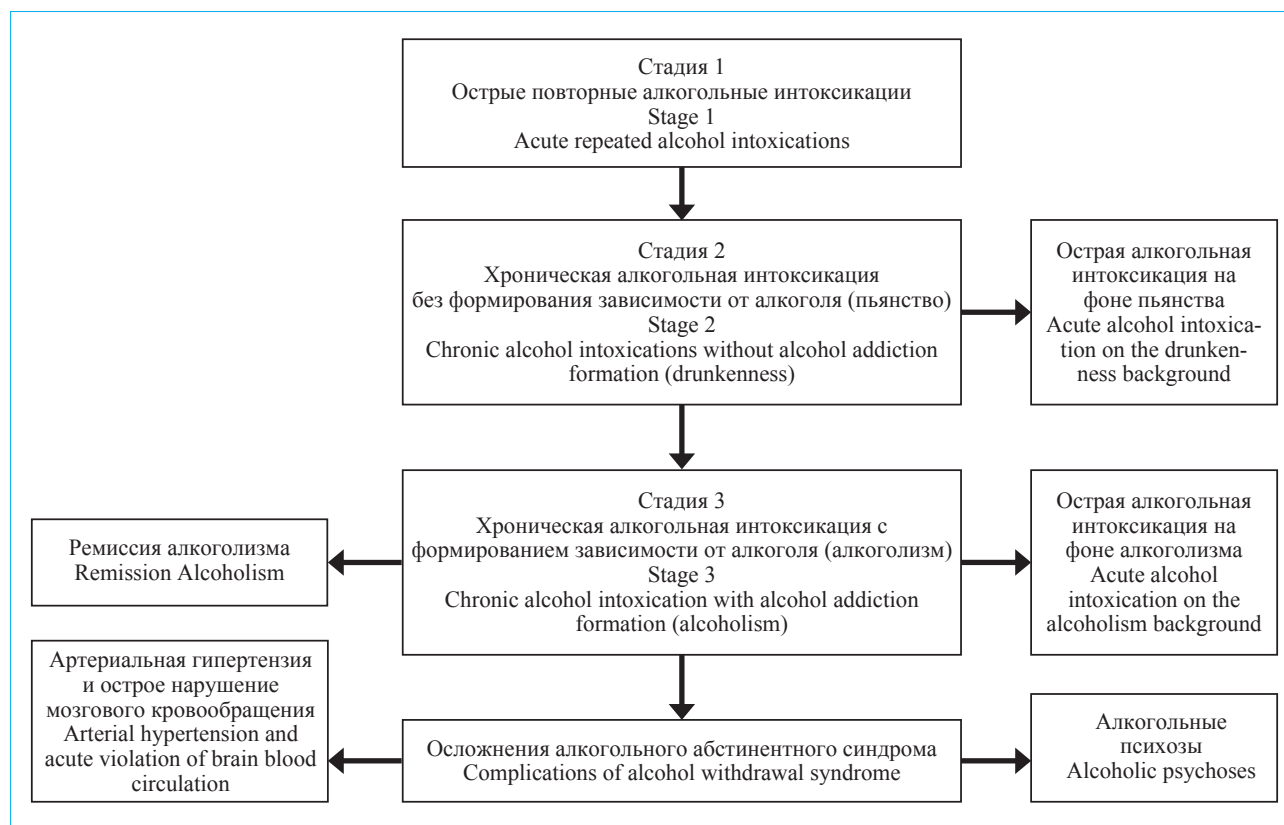 Стадия 1
Острые повторные алкогольные интоксикации
Stage 1
Acute repeated alcohol intoxications
Стадия 2
Хроническая алкогольная интоксикация
без формирования зависимости от алкоголя (пьянство)
Stage 2
Chronic alcohol intoxications without alcohol addiction
formation (drunkenness)
Острая алкогольная
интоксикация на
фоне пьянства
Acute alcohol intoxica-
tion on the drunken-
ness background
Ремиссия алкоголизма
Remission Alcoholism
Стадия 3
Хроническая алкогольная интоксикация с
формированием зависимости от алкоголя (алкоголизм)
Stage 3
Chronic alcohol intoxication with alcohol addiction
formation (alcoholism)
Острая алкогольная
интоксикация на
фоне алкоголизма
Acute alcohol
intoxication on the
alcoholism background
Артериальная гипертензия
и острое нарушение
мозгового кровообращения
Arterial hypertension and
acute violation of brain blood
circulation
Осложнения алкогольного абстинентного синдрома
Complications of alcohol withdrawal syndrome
Алкогольные
психозы
Alcoholic psychoses